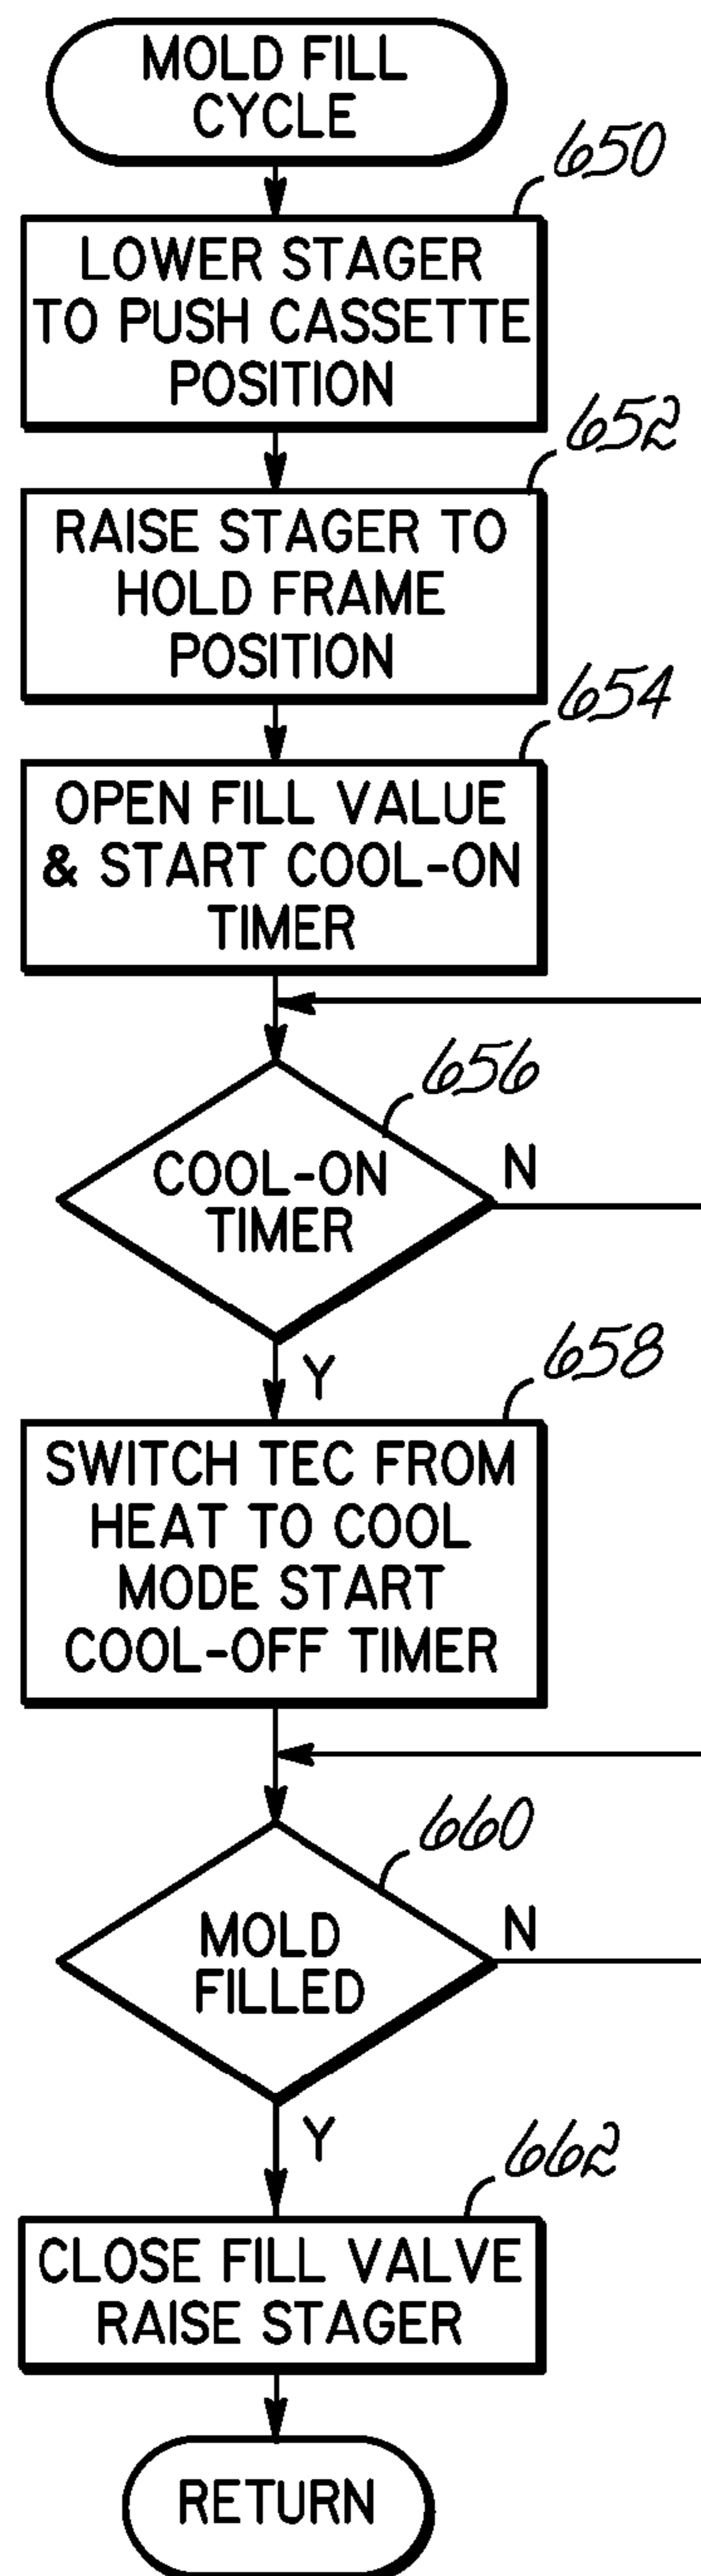 MOLD FILL
CYCLE
650
LOWER STAGER
TO PUSH CASSETTE
POSITION
652
RAISE STAGER TO
HOLD FRAME
POSITION
654
OPEN FILL VALUE
& START COOL-ON
TIMER
656
COOL-ON
TIMER
N
Y
658
SWITCH TEC FROM
HEAT TO COOL
MODE START
COOL-OFF TIMER
660
MOLD
FILLED
N
Y
662
CLOSE FILL VALVE
RAISE STAGER
RETURN